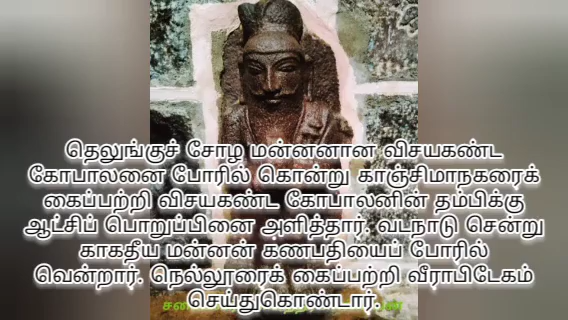 தெலுங்குச் சோழ மன்னனான விசயகண்ட
கோபாலனை போரில் கொன்று காஞ்சிமாநகரைக்
கைப்பற்றி விசயகண்ட கோபாலனின் தம்பிக்கு
ஆட்சிப் பொறுப்பினை அளித்தார். வடநாடு சென்று
காகதீய மன்னன் கணபதியைப் போரில்
வென்றார். நெல்லூரைக் கைப்பற்றி வீராபிடேகம்
செய்துகொண்டார்.